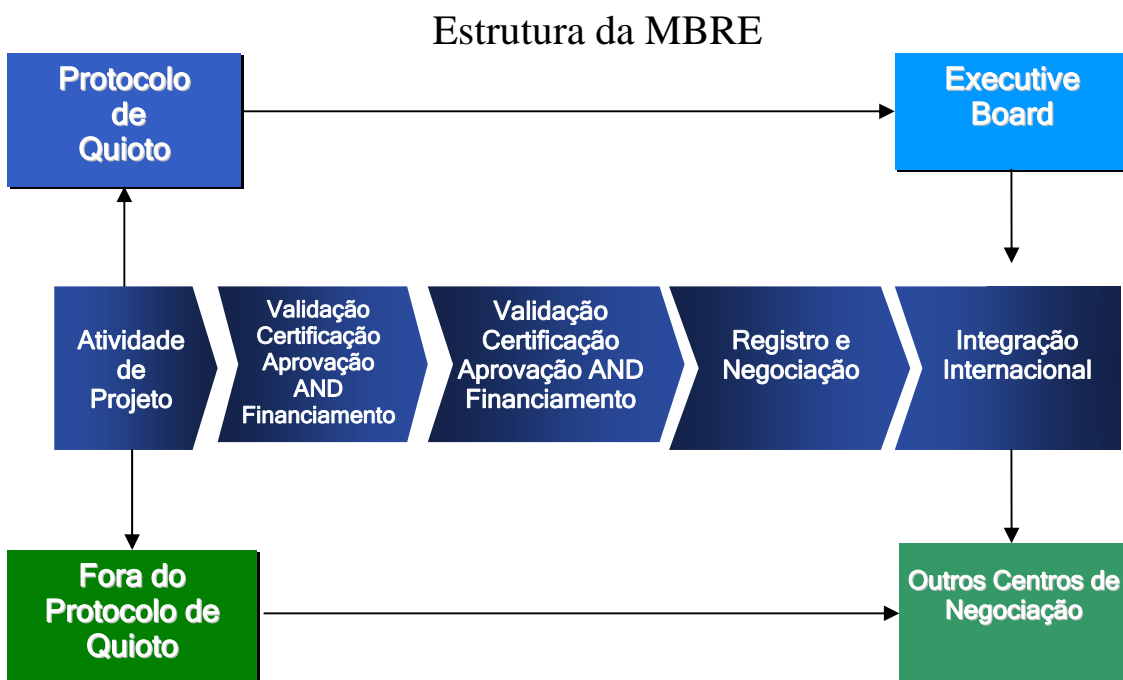 Estrutura da MBRE
Protocolo
de
Quioto
Executive
Board
Atividade
de
Projeto
Validação
Certificação
Aprovação
AND
Financiamento
Validação
Certificação
Aprovação AND
Financiamento
Registro e
Negociação
Integração
Internacional
Fora do
Protocolo de
Quioto
Outros Centros de
Negociação